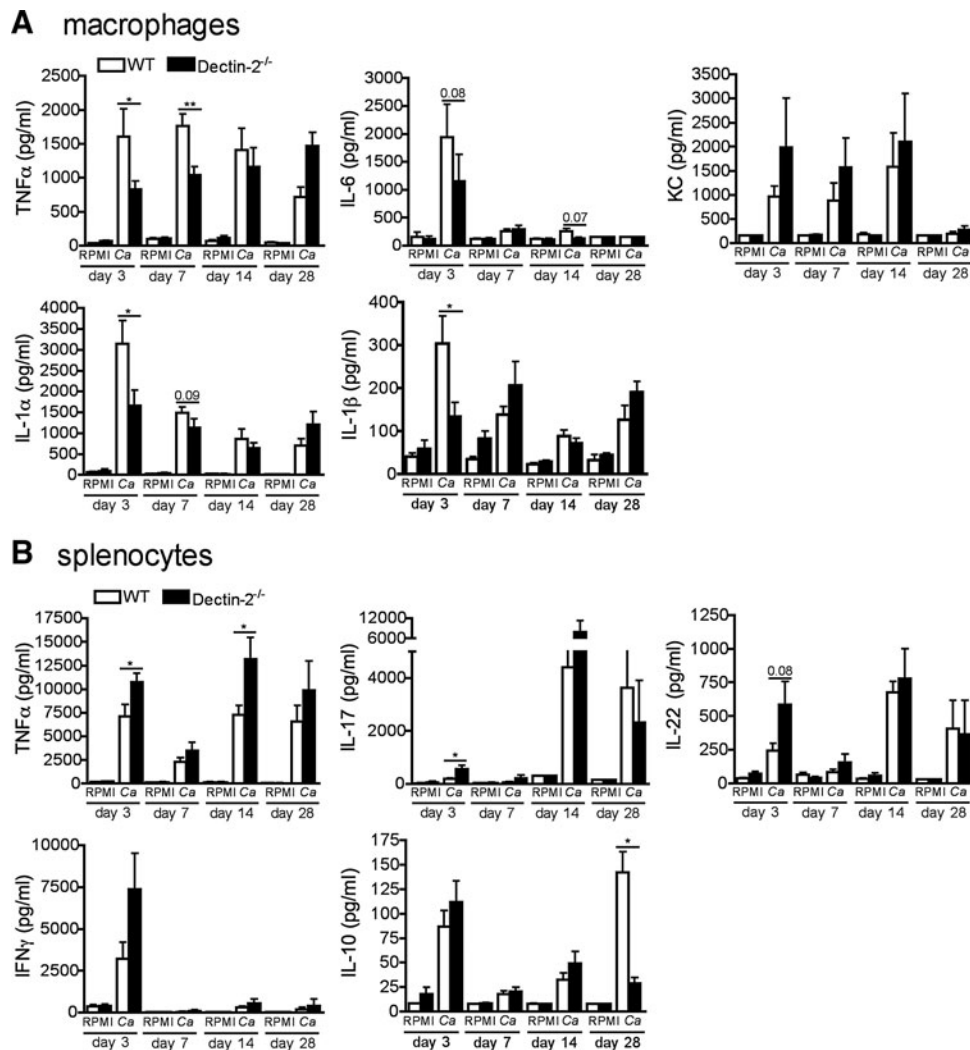 A macrophages
WT Dectin-2-/-
TNFα (pg/ml)
2500
2000
1500
1000
500
0
* **
RPMI Ca RPMI Ca RPMI Ca RPMI Ca
day 3 day 7 day 14 day 28
IL-6 (pg/ml)
3000
2500
2000
1500
1000
500
0
0.08 0.07
RPMI Ca RPMI Ca RPMI Ca RPMI Ca
day 3 day 7 day 14 day 28
KC (pg/ml)
3500
3000
2500
2000
1500
1000
500
0
RPMI Ca RPMI Ca RPMI Ca RPMI Ca
day 3 day 7 day 14 day 28
IL-1α (pg/ml)
4000
3500
3000
2500
2000
1500
1000
500
0
* 0.09
RPMI Ca RPMI Ca RPMI Ca RPMI Ca
day 3 day 7 day 14 day 28
IL-1β (pg/ml)
400
300
200
100
0
*
RPMI Ca RPMI Ca RPMI Ca RPMI Ca
day 3 day 7 day 14 day 28
B splenocytes
WT Dectin-2-/-
TNFα (pg/ml)
17500
15000
12500
10000
7500
5000
2500
0
* *
RPMI Ca RPMI Ca RPMI Ca RPMI Ca
day 3 day 7 day 14 day 28
IL-17 (pg/ml)
12000
6000
4000
2000
0
*
RPMI Ca RPMI Ca RPMI Ca RPMI Ca
day 3 day 7 day 14 day 28
IL-22 (pg/ml)
1250
1000
750
500
250
0
0.08
RPMI Ca RPMI Ca RPMI Ca RPMI Ca
day 3 day 7 day 14 day 28
IFNγ (pg/ml)
10000
7500
5000
2500
0
RPMI Ca RPMI Ca RPMI Ca RPMI Ca
day 3 day 7 day 14 day 28
IL-10 (pg/ml)
175
150
125
100
75
50
25
0
*
RPMI Ca RPMI Ca RPMI Ca RPMI Ca
day 3 day 7 day 14 day 28